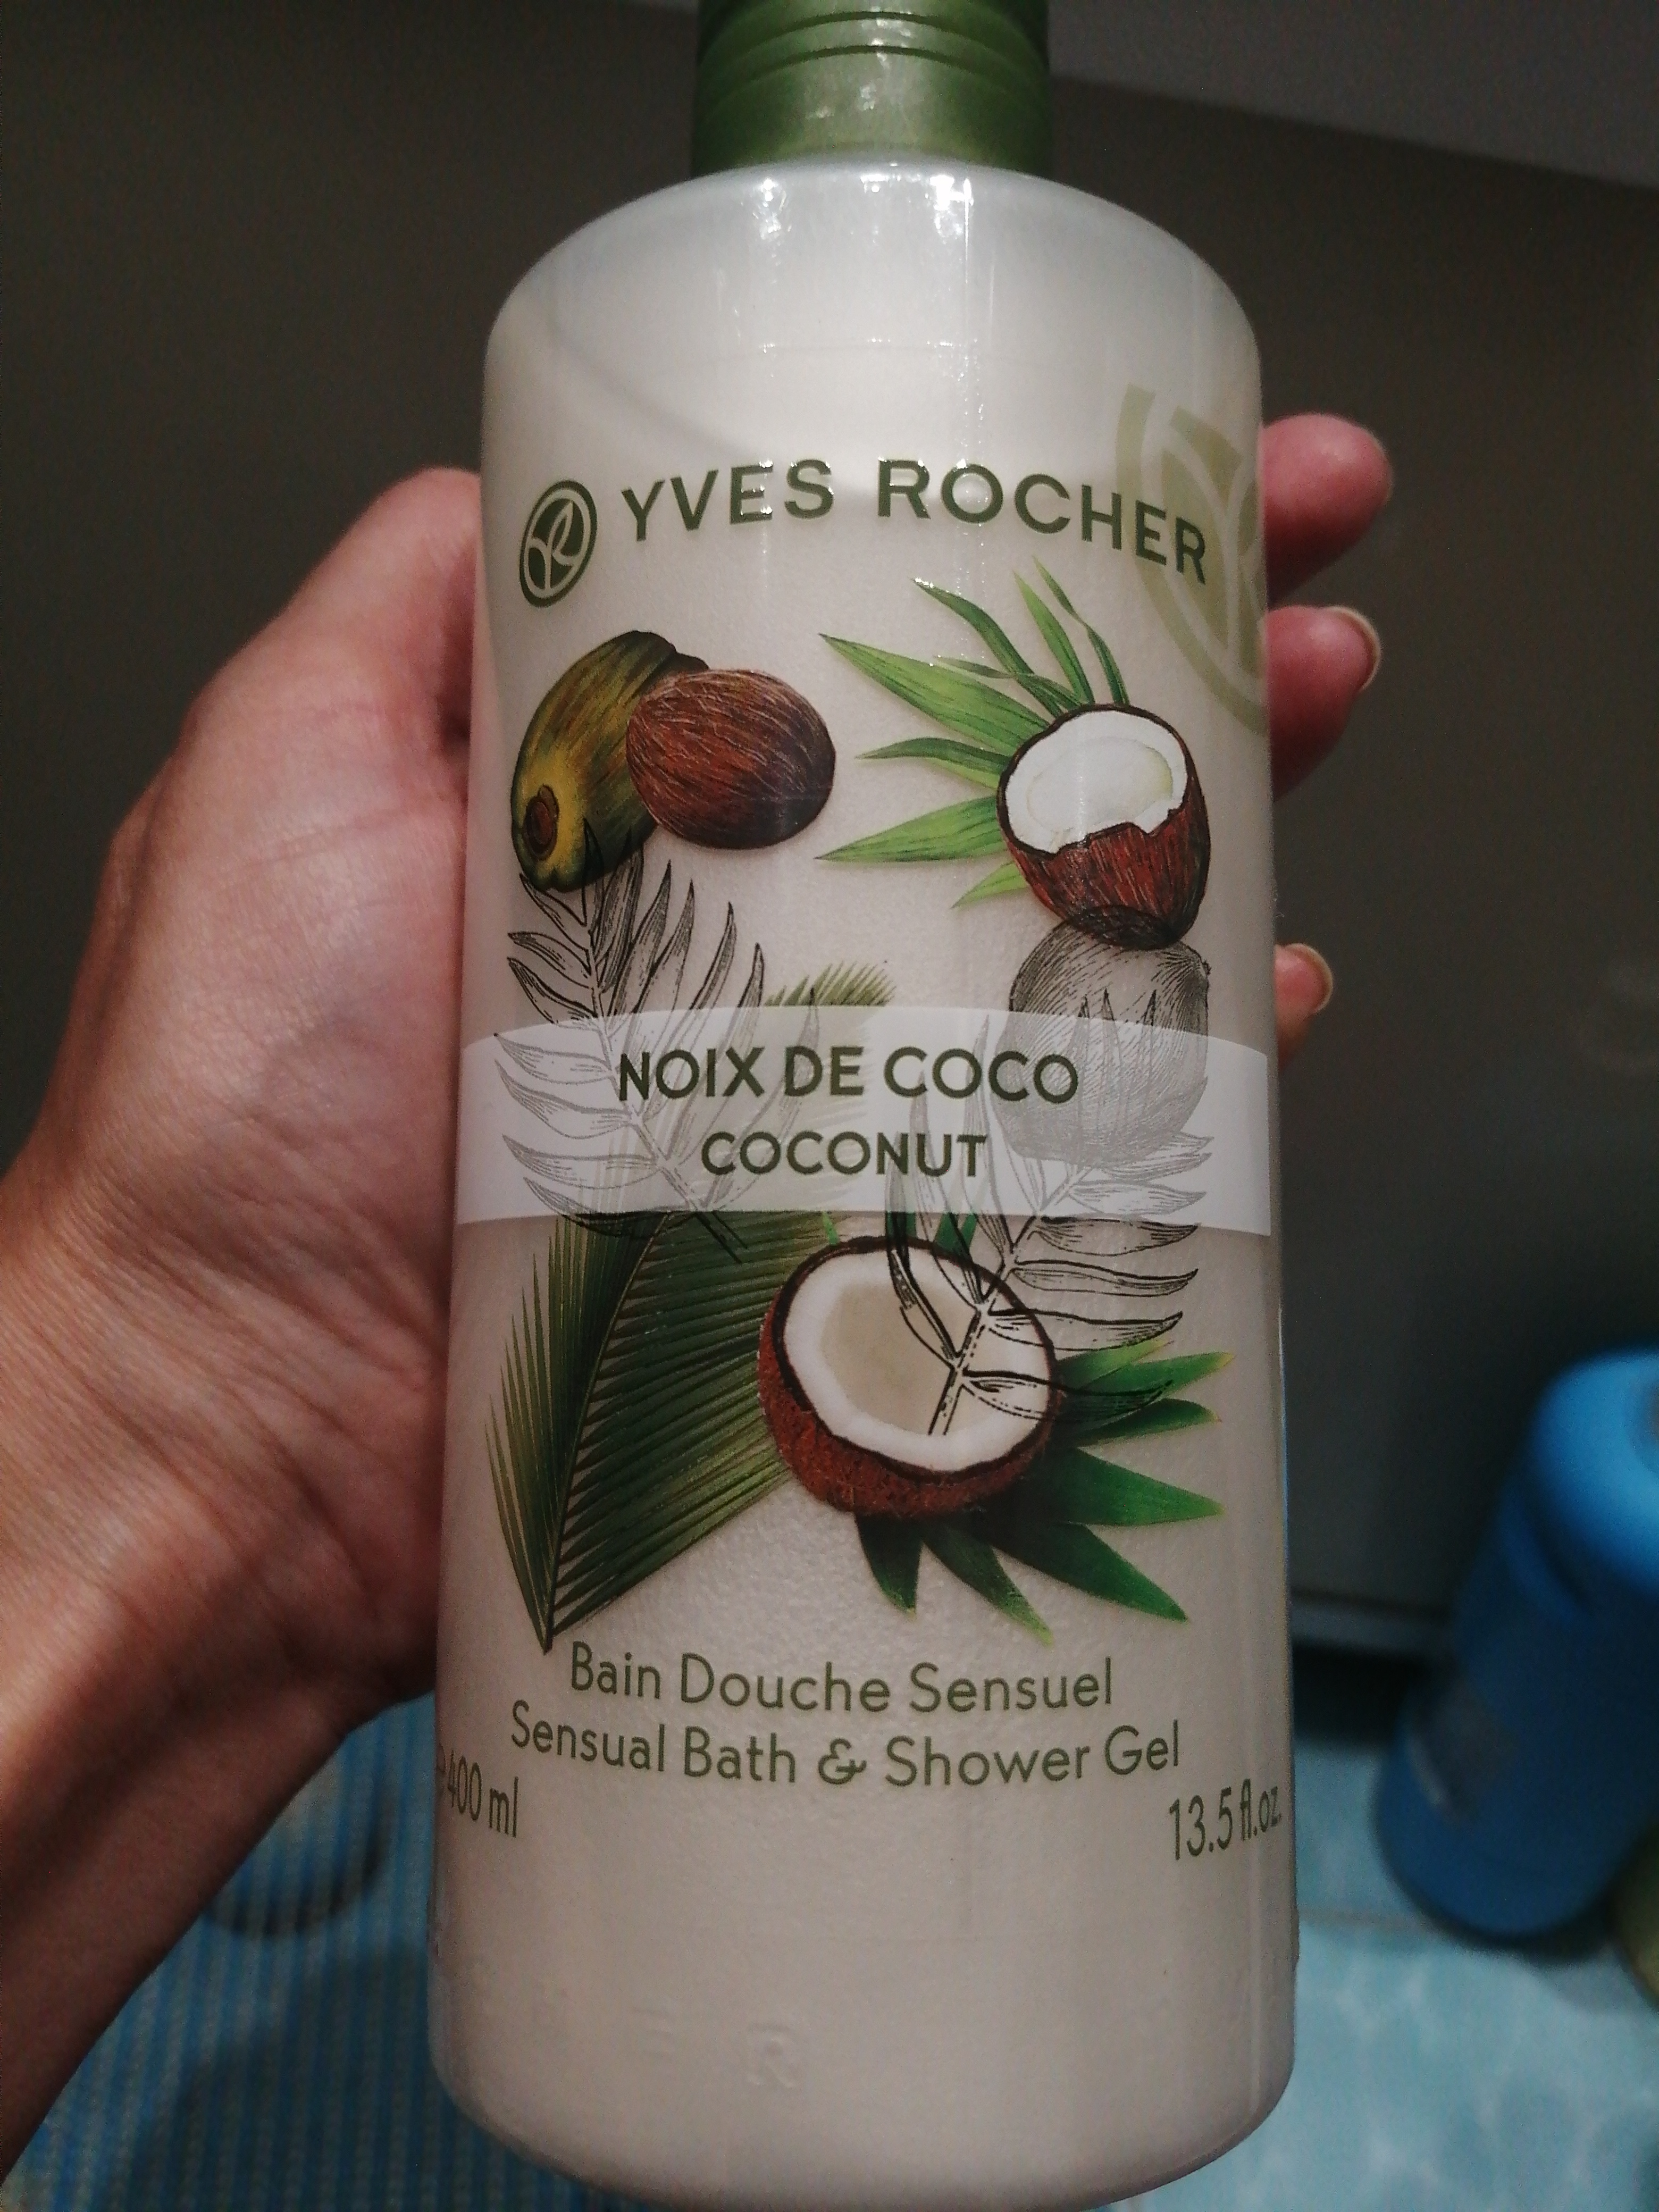 YVES ROCHER
NOIX DE COCO
COCONUT
Bain Douche Sensuel
Sensual Bath & Shower Gel
400 ml
13.5 fl.oz.